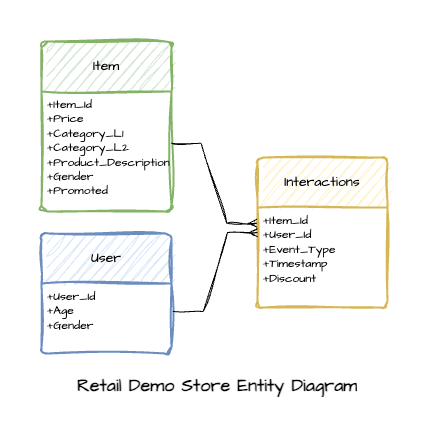 Item
+Item_Id
+Price
+Category_L1
+Category_L2
+Product_Description
+Gender
+Promoted
User
+User_Id
+Age
+Gender
Interactions
+Item_Id
+User_Id
+Event_Type
+Timestamp
+Discount
Retail Demo Store Entity Diagram